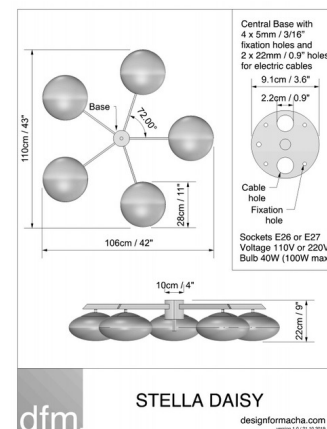 Central Base with
4 x 5mm / 3/16"
fixation holes and
2 x 22mm / 0.9" holes
for electric cables
9.1cm / 3.6"
2.2cm / 0.9"
Cable
hole
Fixation
hole
Sockets E26 or E27
Voltage 110V or 220V
Bulb 40W (100W max
Base
72.00°
110cm / 43"
28cm / 11"
106cm / 42"
10cm / 4"
22cm / 9"
dfm
STELLA DAISY
designformacha.com